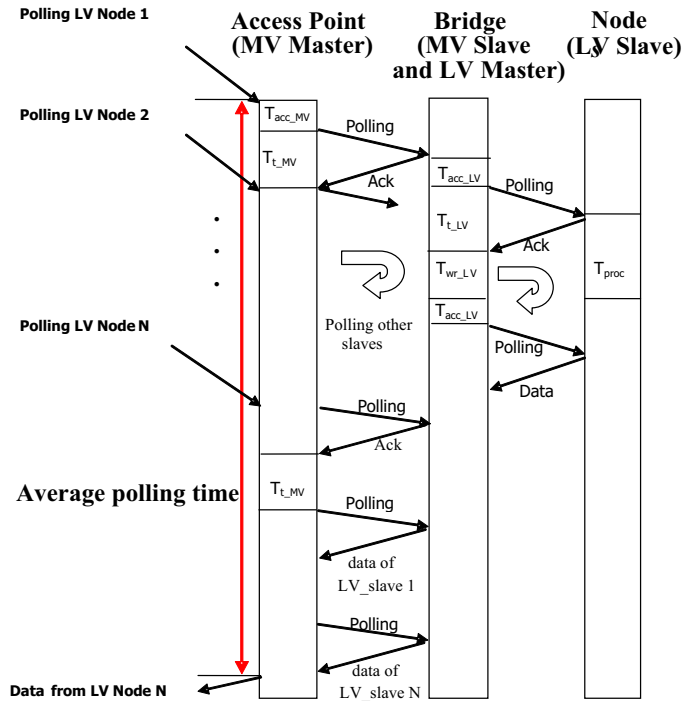 Polling LV Node 1
Access Point
(MV Master)
Bridge
(MV Slave
and LV Master)
Node
(LV Slave)
s
Polling LV Node 2
T_acc_MV
Polling
T_t_MV
Ack
T_acc_LV
Polling
T_t_LV
Ack
T_wr_LV
T_proc
T_acc_LV
Polling other
slaves
Polling
Data
Polling LV Node N
Polling
Ack
Average polling time
T_t_MV
Polling
data of
LV_slave 1
Polling
data of
LV_slave N
Data from LV Node N